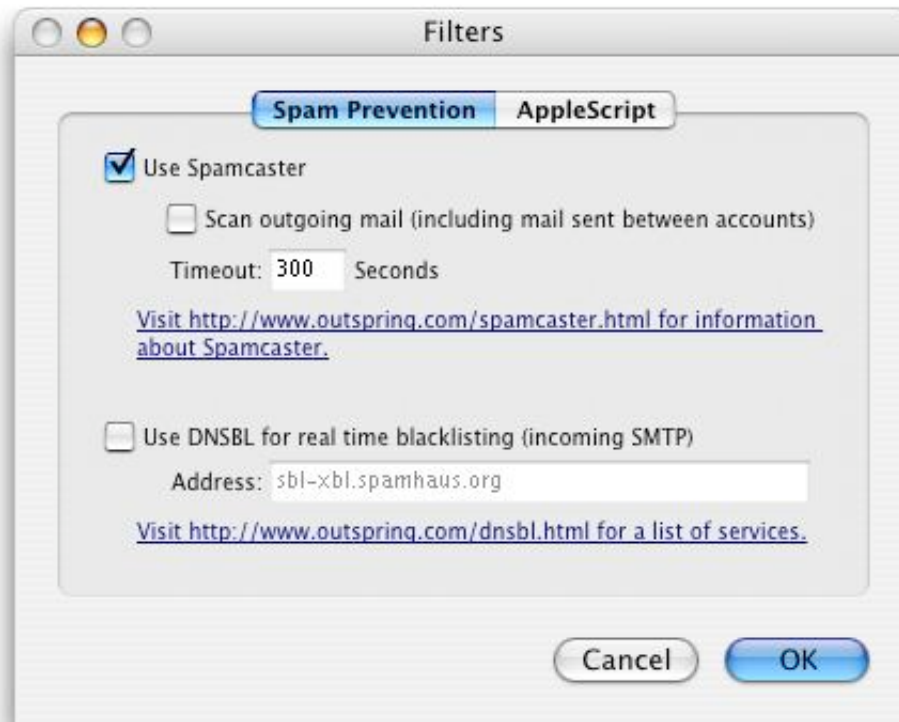 Filters
Spam Prevention AppleScript
Use Spamcaster
Scan outgoing mail (including mail sent between accounts)
Timeout: 300 Seconds
Visit http://www.outspring.com/spamcaster.html for information
about Spamcaster.
Use DNSBL for real time blacklisting (incoming SMTP)
Address: sbl-xbl.spamhaus.org
Visit http://www.outspring.com/dnsbl.html for a list of services.
Cancel OK